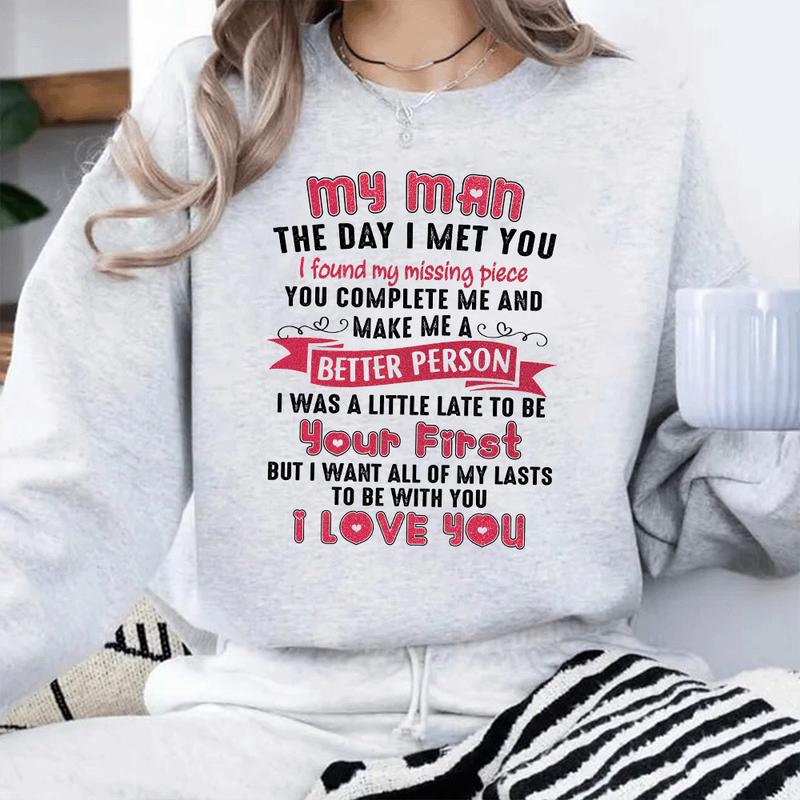 my man
THE DAY I MET YOU
I found my missing piece
YOU COMPLETE ME AND
MAKE ME A
BETTER PERSON
I WAS A LITTLE LATE TO BE
Your First
BUT I WANT ALL OF MY LASTS
TO BE WITH YOU
I LOVE YOU